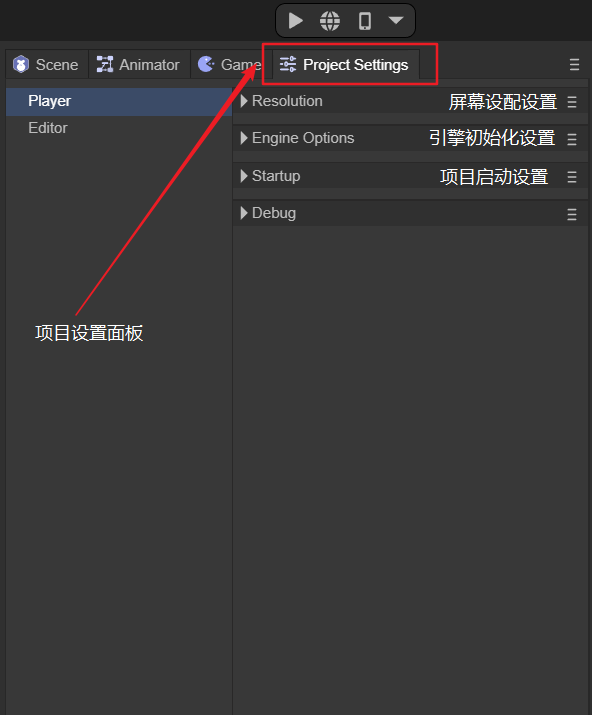 Scene Animator Game Project Settings
Player
Editor
Resolution 屏幕设配设置
Engine Options 引擎初始化设置
Startup 项目启动设置
Debug
项目设置面板